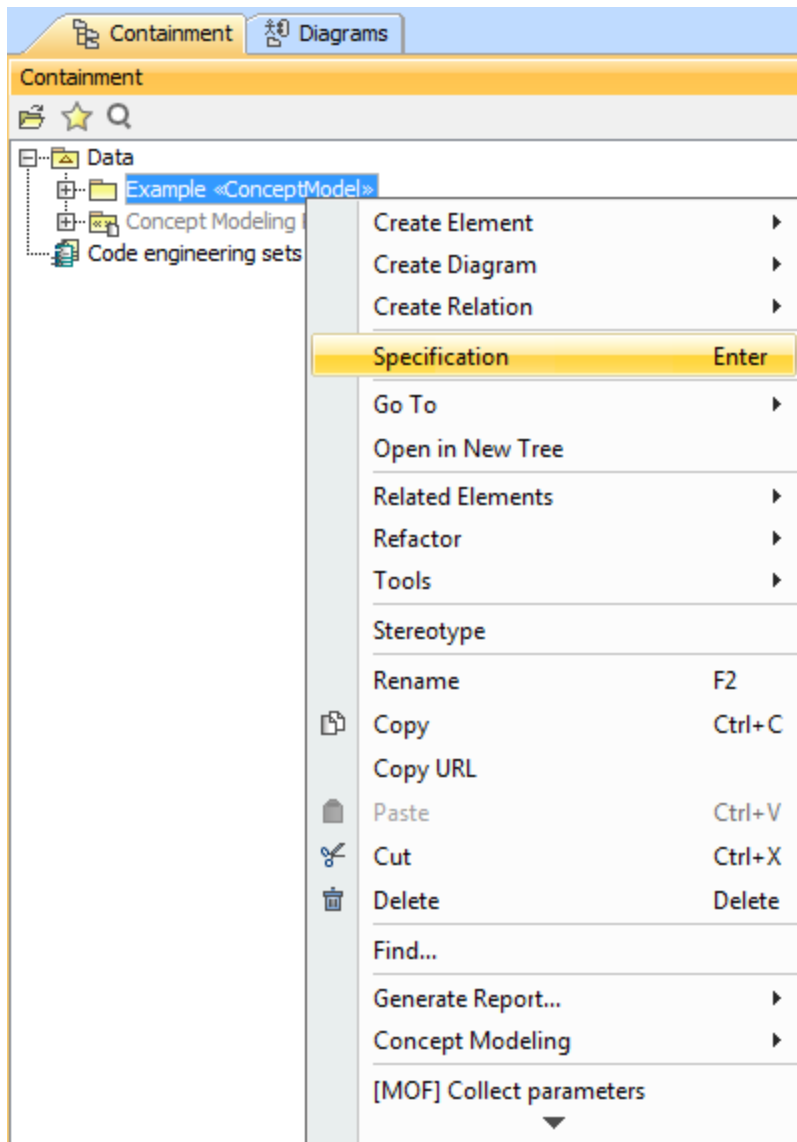 Containment
Diagrams
Containment
Data
Example «ConceptModel»
Concept Modeling
Code engineering sets
Create Element
Create Diagram
Create Relation
Specification Enter
Go To
Open in New Tree
Related Elements
Refactor
Tools
Stereotype
Rename F2
Copy Ctrl+C
Copy URL
Paste Ctrl+V
Cut Ctrl+X
Delete Delete
Find...
Generate Report...
Concept Modeling
[MOF] Collect parameters